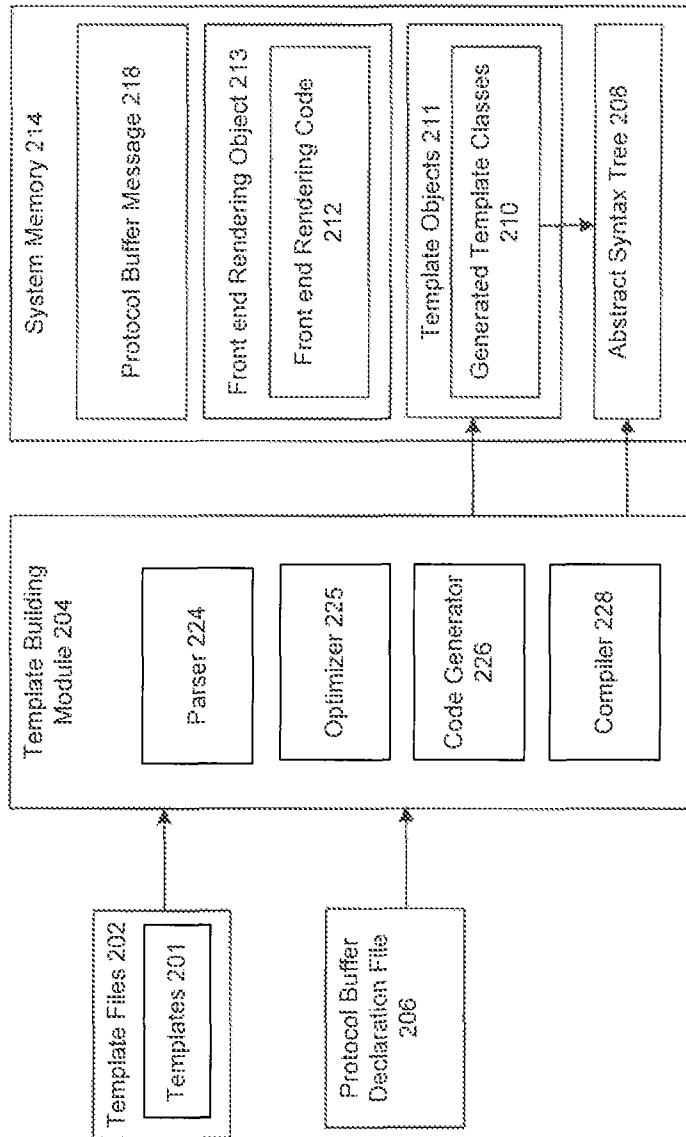 Template Files 202
Templates 201
Protocol Buffer
Declaration File
206
Template Building
Module 204
Parser 224
Optimizer 225
Code Generator
226
Compiler 228
System Memory 214
Protocol Buffer Message 218
Front end Rendering Object 213
Front end Rendering Code
212
Template Objects 211
Generated Template Classes
210
Abstract Syntax Tree 208